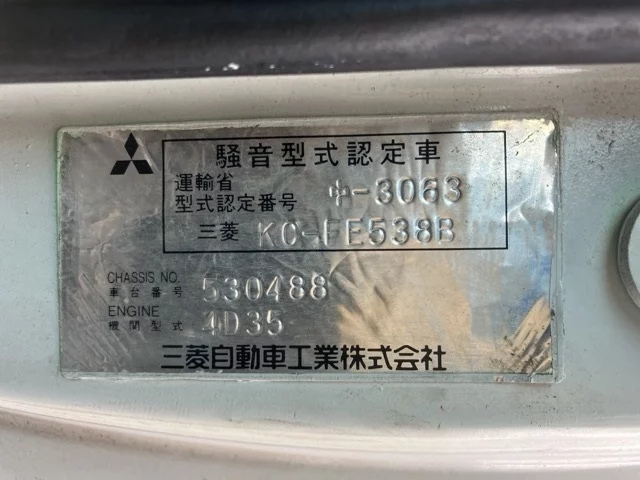 騒音型式認定車
運輸省
型式認定番号 中-3063
三菱 KC-FE538B
CHASSIS NO.
車台番号 530488
ENGINE
機関型式 4D35
三菱自動車工業株式会社